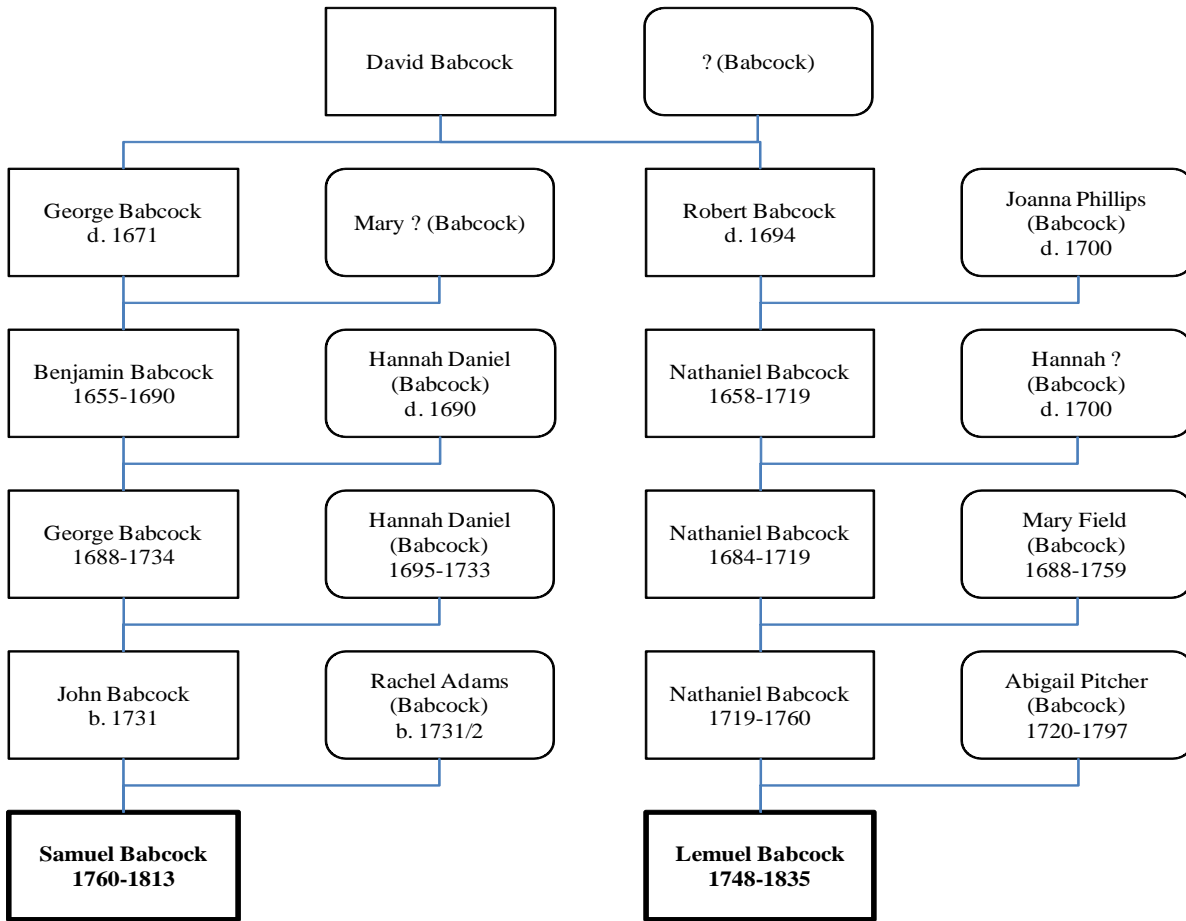 David Babcock
? (Babcock)
George Babcock
d. 1671
Mary ? (Babcock)
Robert Babcock
d. 1694
Joanna Phillips
(Babcock)
d. 1700
Benjamin Babcock
1655-1690
Hannah Daniel
(Babcock)
d. 1690
Nathaniel Babcock
1658-1719
Hannah ?
(Babcock)
d. 1700
George Babcock
1688-1734
Hannah Daniel
(Babcock)
1695-1733
Nathaniel Babcock
1684-1719
Mary Field
(Babcock)
1688-1759
John Babcock
b. 1731
Rachel Adams
(Babcock)
b. 1731/2
Nathaniel Babcock
1719-1760
Abigail Pitcher
(Babcock)
1720-1797
Samuel Babcock
1760-1813
Lemuel Babcock
1748-1835